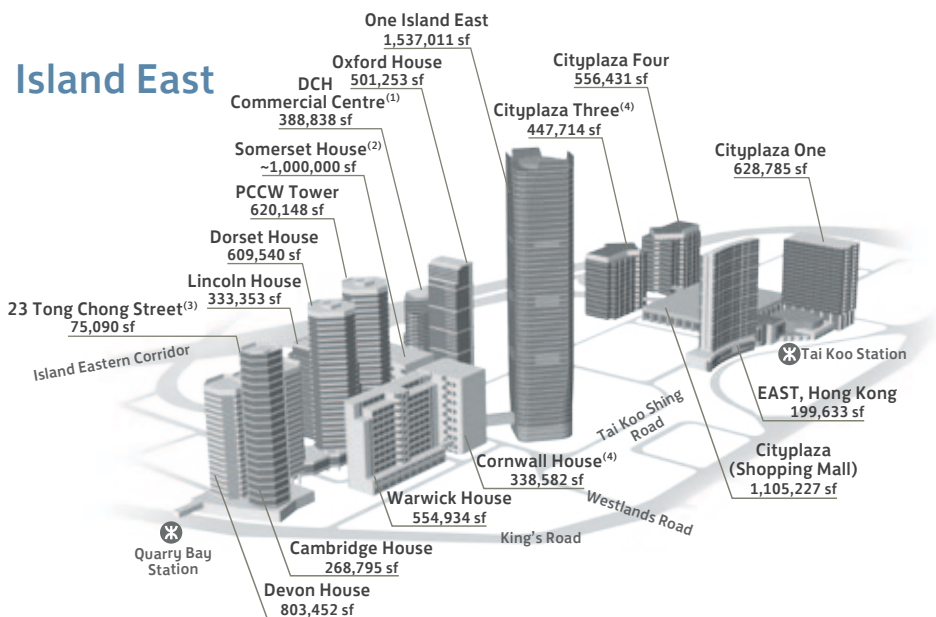 Island East
One Island East
1,537,011 sf
Oxford House
501,253 sf
DCH
Commercial Centre(1)
388,838 sf
Somerset House(2)
~1,000,000 sf
PCCW Tower
620,148 sf
Dorset House
609,540 sf
Lincoln House
333,353 sf
23 Tong Chong Street(3)
75,090 sf
Island Eastern Corridor
Cityplaza Four
556,431 sf
Cityplaza Three(4)
447,714 sf
Cityplaza One
628,785 sf
Tai Koo Station
EAST, Hong Kong
199,633 sf
Tai Koo Shing
Road
Cityplaza
(Shopping Mall)
1,105,227 sf
Cornwall House(4)
338,582 sf
Warwick House
554,934 sf
Westlands Road
King's Road
Quarry Bay
Station
Cambridge House
268,795 sf
Devon House
803,452 sf